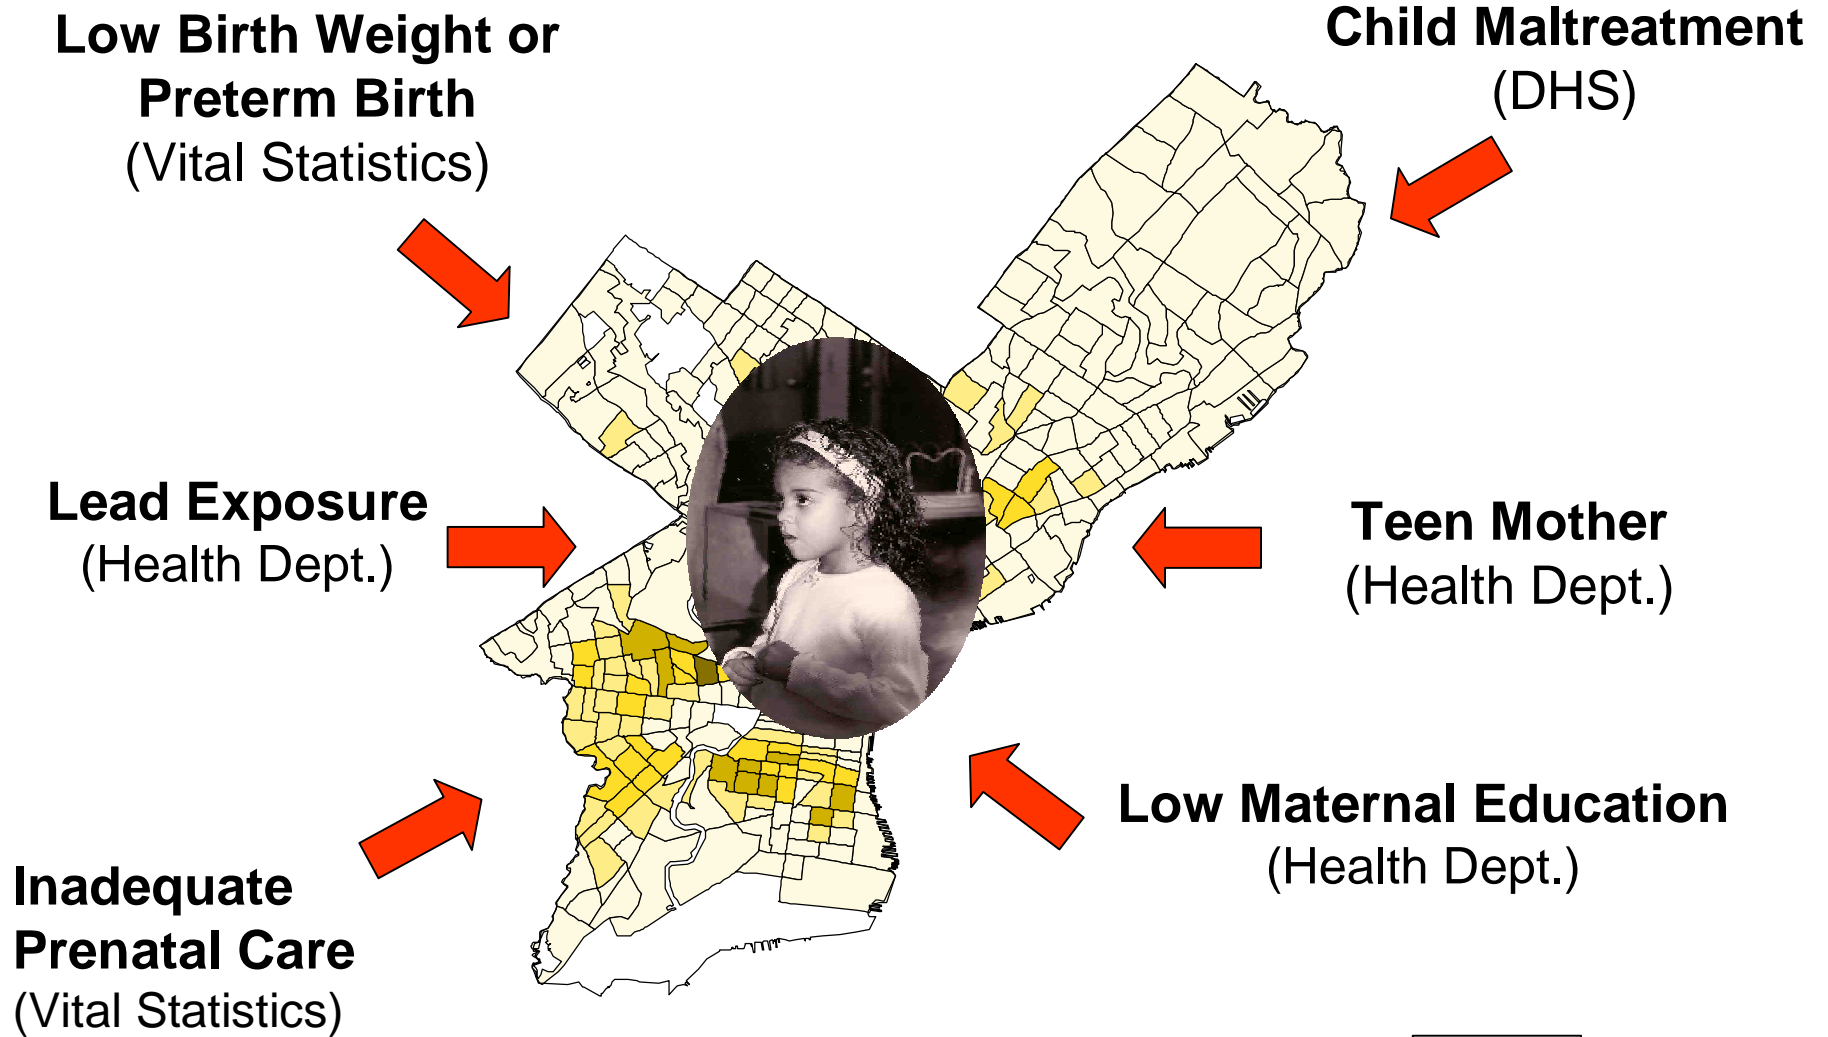 Low Birth Weight or
Preterm Birth
(Vital Statistics)
Child Maltreatment
(DHS)
Lead Exposure
(Health Dept.)
Teen Mother
(Health Dept.)
Low Maternal Education
(Health Dept.)
Inadequate
Prenatal Care
(Vital Statistics)